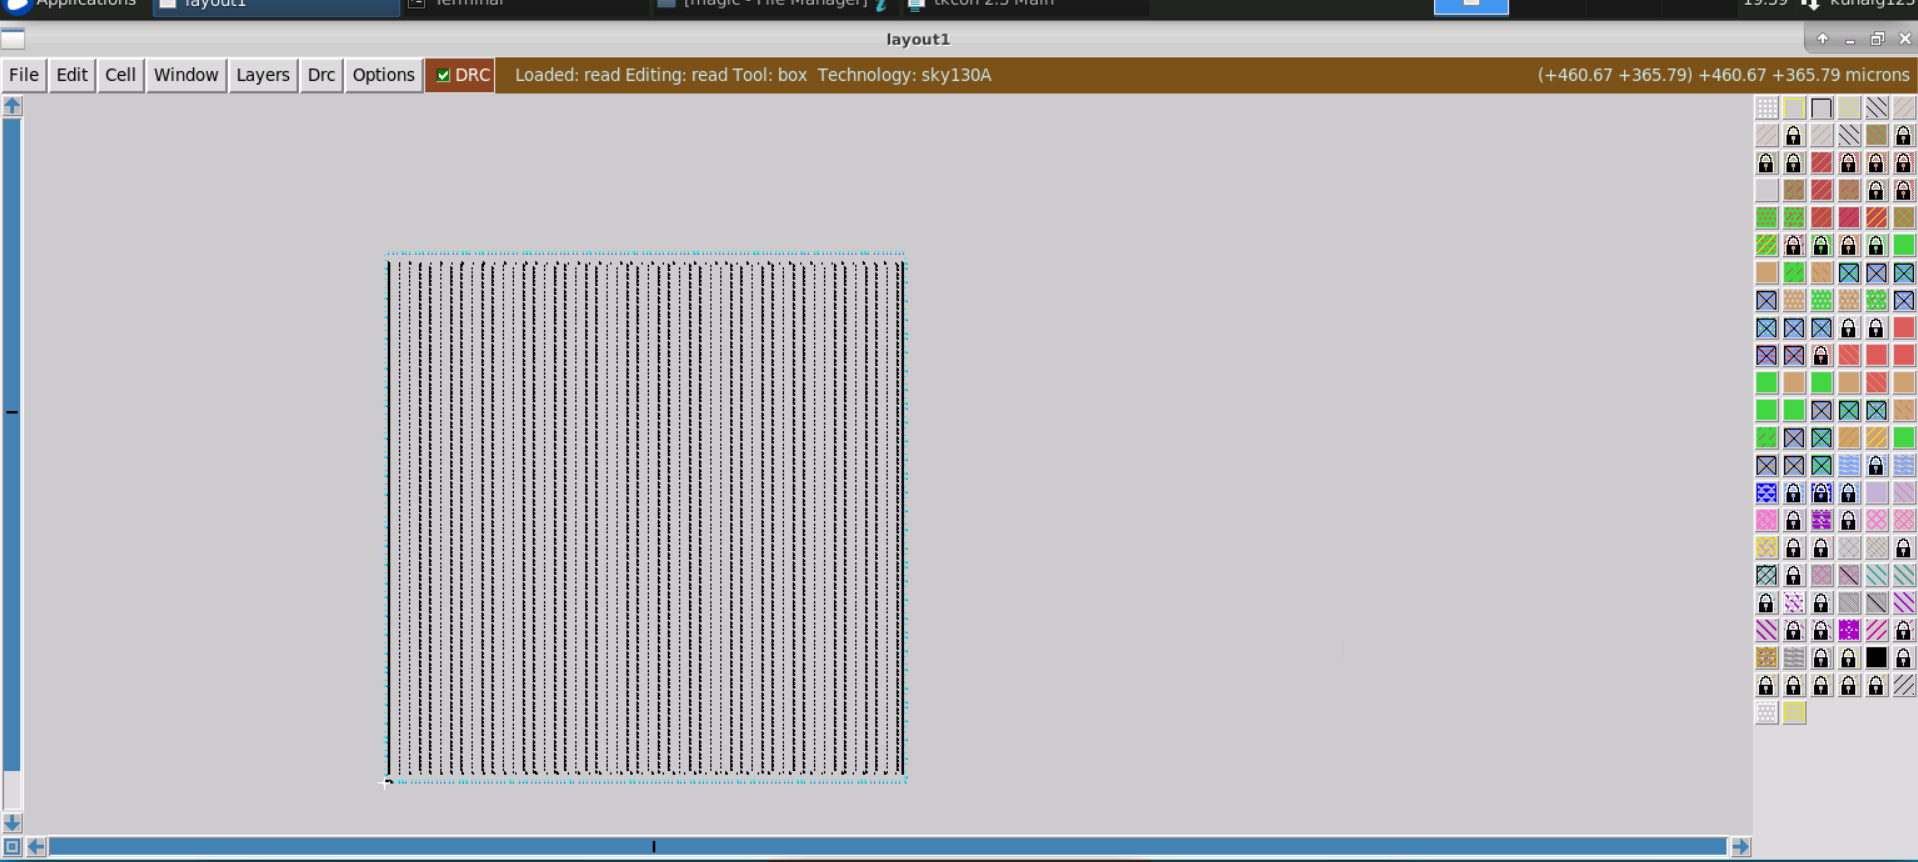 Applications layout1 Terminal [magic - File Manager] tkcon 2.3 Main 19:59 kunalg123
layout1
File Edit Cell Window Layers Drc Options DRC Loaded: read Editing: read Tool: box Technology: sky130A (+460.67 +365.79) +460.67 +365.79 microns